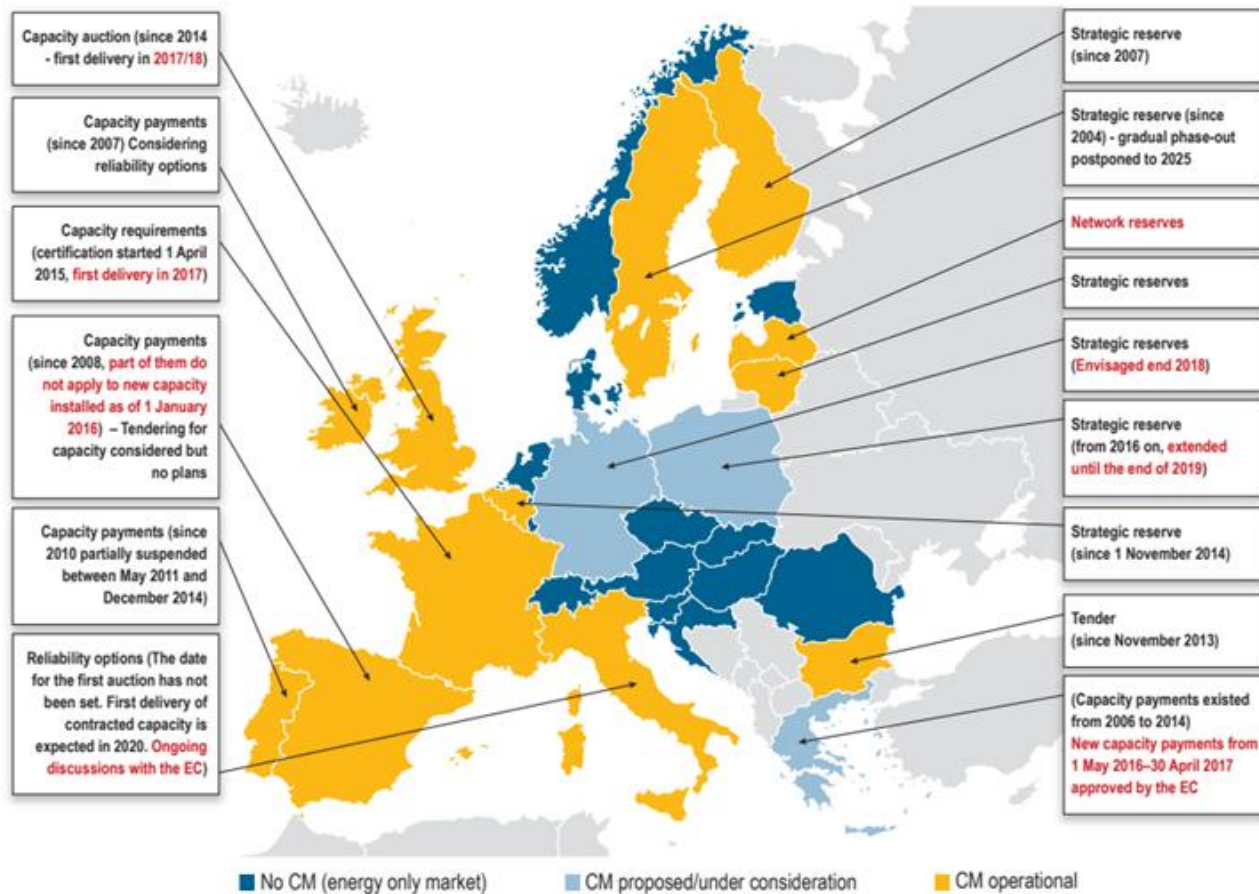 Capacity auction (since 2014
- first delivery in 2017/18)
Capacity payments
(since 2007) Considering
reliability options
Capacity requirements
(certification started 1 April
2015, first delivery in 2017)
Capacity payments
(since 2008, part of them do
not apply to new capacity
installed as of 1 January
2016) – Tendering for
capacity considered but
no plans
Capacity payments (since
2010 partially suspended
between May 2011 and
December 2014)
Reliability options (The date
for the first auction has not
been set. First delivery of
contracted capacity is
expected in 2020. Ongoing
discussions with the EC)
Strategic reserve
(since 2007)
Strategic reserve (since
2004) - gradual phase-out
postponed to 2025
Network reserves
Strategic reserves
Strategic reserves
(Envisaged end 2018)
Strategic reserve
(from 2016 on, extended
until the end of 2019)
Strategic reserve
(since 1 November 2014)
Tender
(since November 2013)
(Capacity payments existed
from 2006 to 2014)
New capacity payments from
1 May 2016–30 April 2017
approved by the EC
No CM (energy only market)
CM proposed/under consideration
CM operational